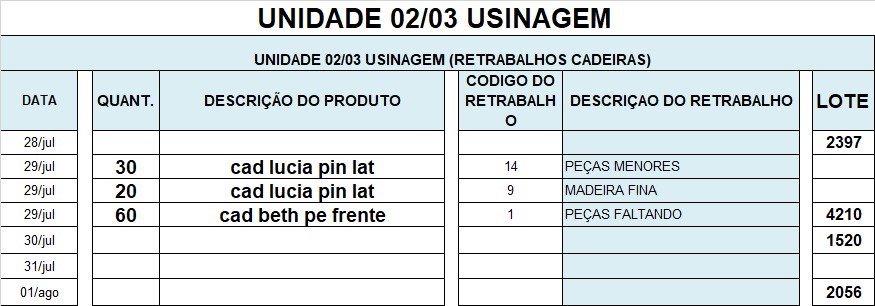 UNIDADE 02/03 USINAGEM
UNIDADE 02/03 USINAGEM (RETRABALHOS CADEIRAS)
DATA QUANT. DESCRIÇÃO DO PRODUTO CODIGO DO RETRABALH O DESCRIÇAO DO RETRABALHO LOTE
28/jul 2397
29/jul 30 cad lucia pin lat 14 PEÇAS MENORES
29/jul 20 cad lucia pin lat 9 MADEIRA FINA
29/jul 60 cad beth pe frente 1 PEÇAS FALTANDO 4210
30/jul 1520
31/jul
01/ago 2056